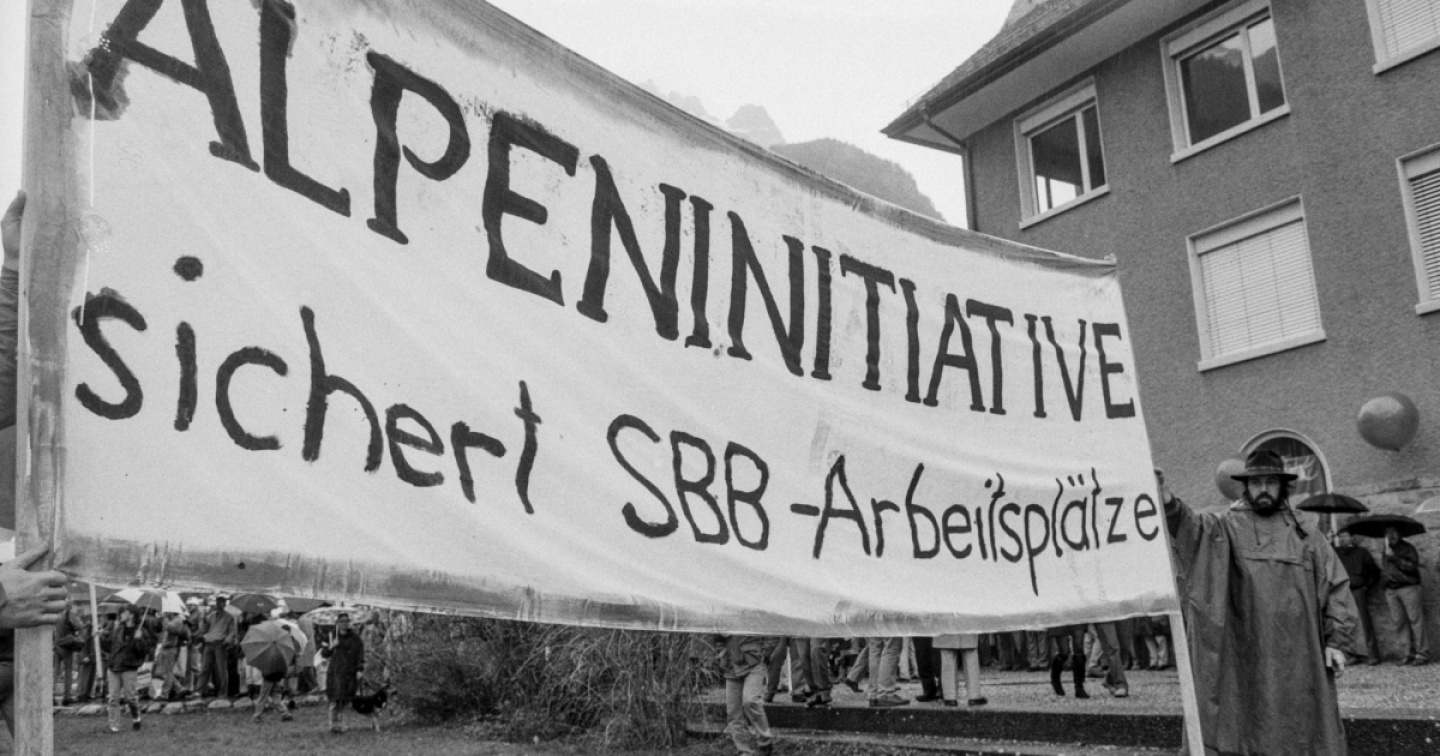 ALPENINITIATIVE
sichert SBB-Arbeitsplätze